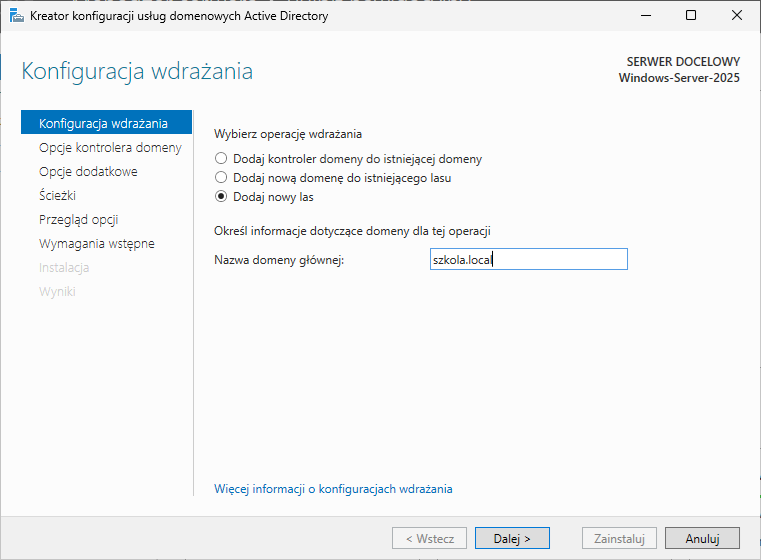 Kreator konfiguracji usług domenowych Active Directory
Konfiguracja wdrażania
SERWER DOCELOWY
Windows-Server-2025
Konfiguracja wdrażania
Opcje kontrolera domeny
Opcje dodatkowe
Ścieżki
Przegląd opcji
Wymagania wstępne
Instalacja
Wyniki
Wybierz operację wdrażania
Dodaj kontroler domeny do istniejącej domeny
Dodaj nową domenę do istniejącego lasu
Dodaj nowy las
Określ informacje dotyczące domeny dla tej operacji
Nazwa domeny głównej: szkola.local
Więcej informacji o konfiguracjach wdrażania
< Wstecz Dalej > Zainstaluj Anuluj